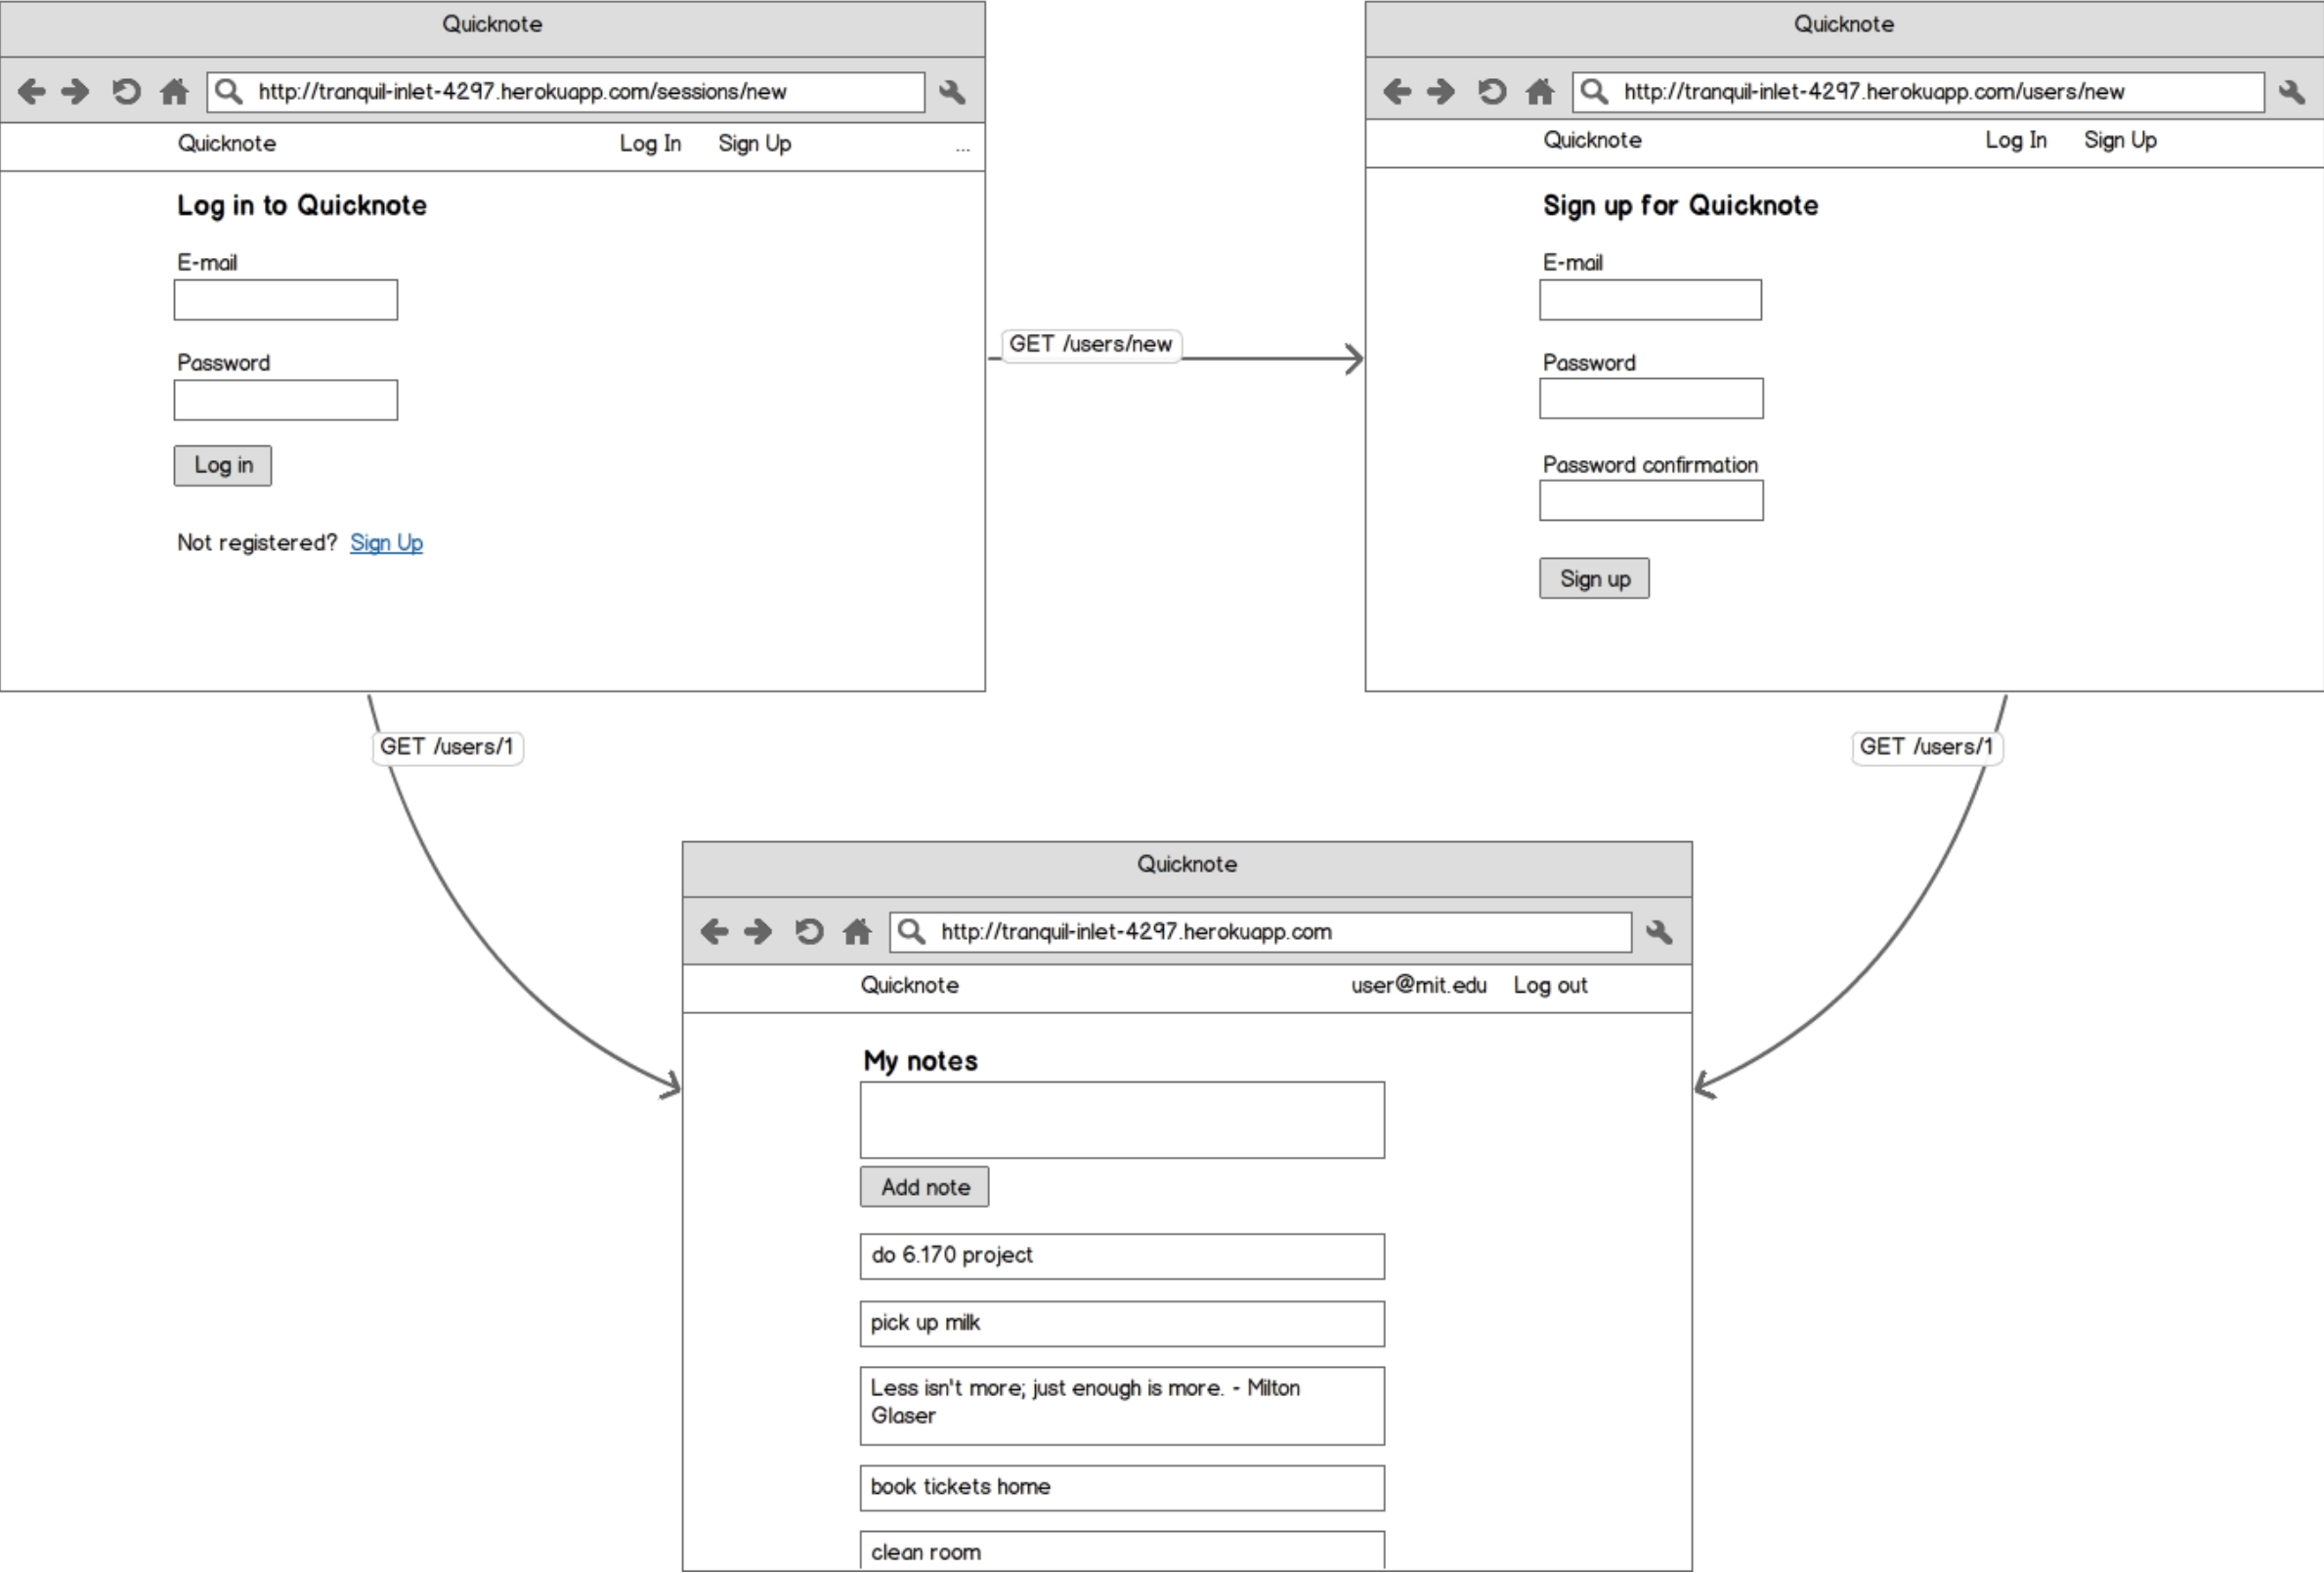 Quicknote
http://tranquil-inlet-4297.herokuapp.com/sessions/new
Quicknote Log In Sign Up ...
Log in to Quicknote
E-mail
Password
Log in
Not registered? Sign Up
GET /users/new
Quicknote
http://tranquil-inlet-4297.herokuapp.com/users/new
Quicknote Log In Sign Up
Sign up for Quicknote
E-mail
Password
Password confirmation
Sign up
GET /users/1
GET /users/1
Quicknote
http://tranquil-inlet-4297.herokuapp.com
Quicknote user@mit.edu Log out
My notes
Add note
do 6.170 project
pick up milk
Less isn't more; just enough is more. - Milton
Glaser
book tickets home
clean room